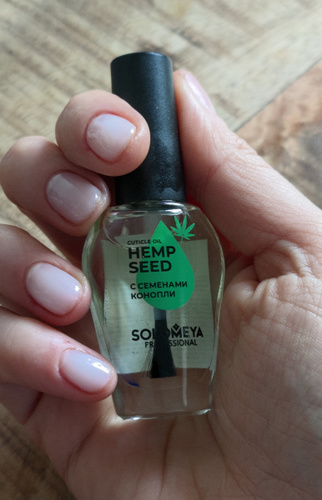 CUTICLE OIL
HEMP
SEED
С СЕМЕНАМИ
КОНОПЛИ
SOLOMEYA
PROFESSIONAL